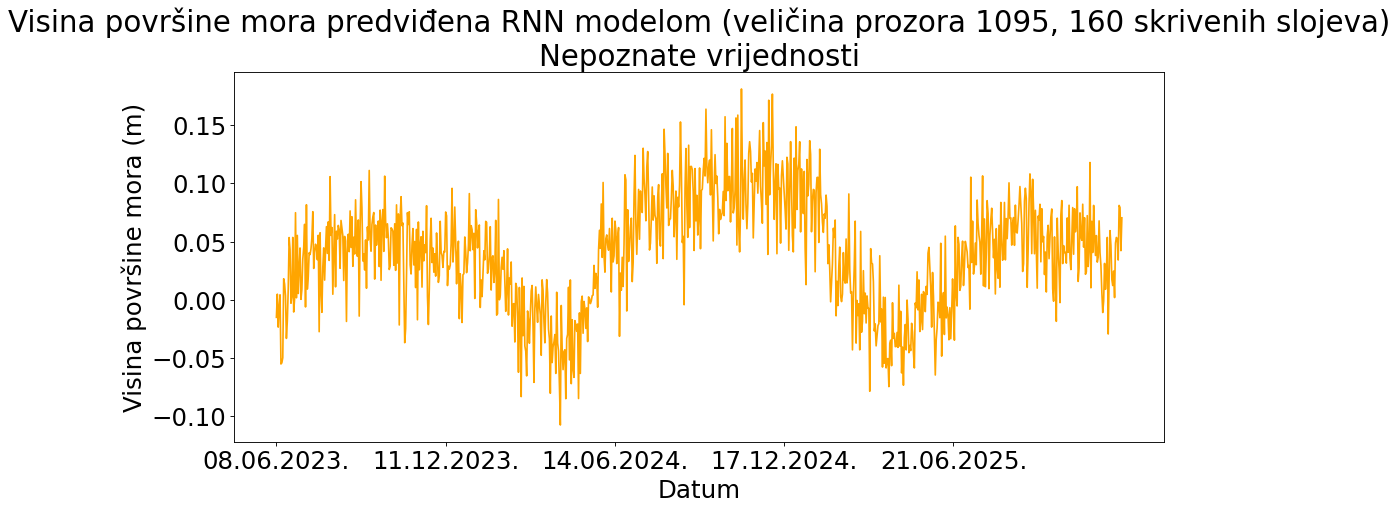 Visina površine mora predviđena RNN modelom (veličina prozora 1095, 160 skrivenih slojeva)
Nepoznate vrijednosti
Visina površine mora (m)
0.15
0.10
0.05
0.00
−0.05
−0.10
08.06.2023. 11.12.2023. 14.06.2024. 17.12.2024. 21.06.2025.
Datum